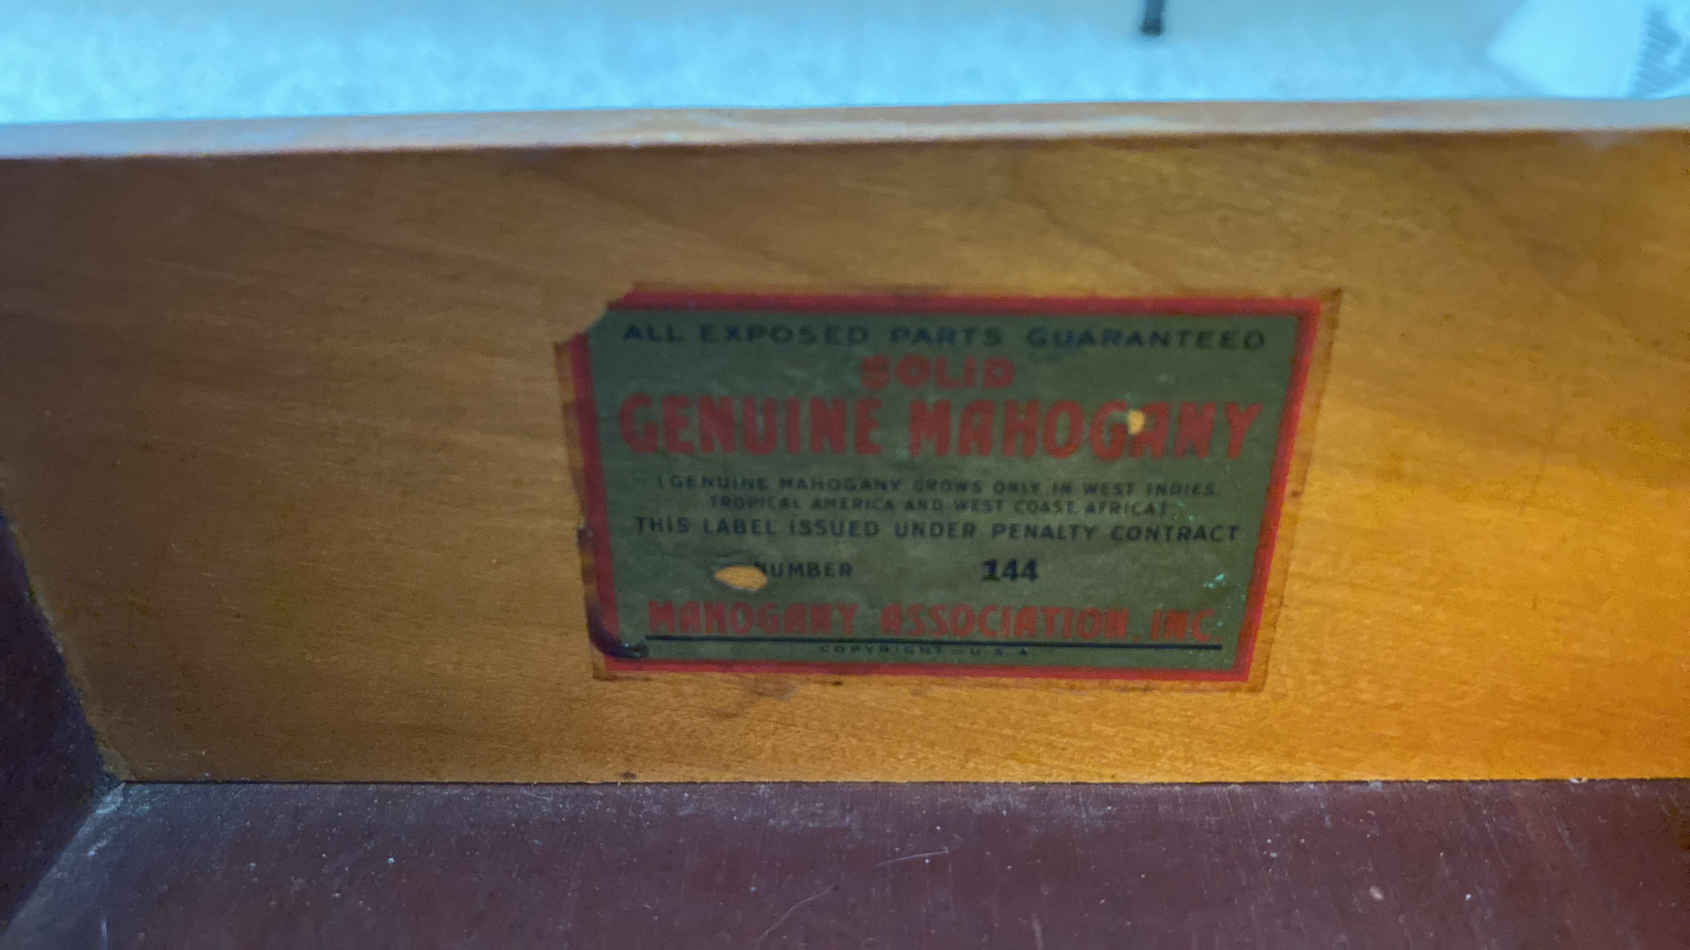 ALL EXPOSED PARTS GUARANTEED
SOLID
GENUINE MAHOGANY
(GENUINE MAHOGANY GROWS ONLY IN WEST INDIES,
TROPICAL AMERICA AND WEST COAST AFRICA).
THIS LABEL ISSUED UNDER PENALTY CONTRACT
NUMBER 144
MAHOGANY ASSOCIATION, INC.
COPYRIGHT - U.S.A